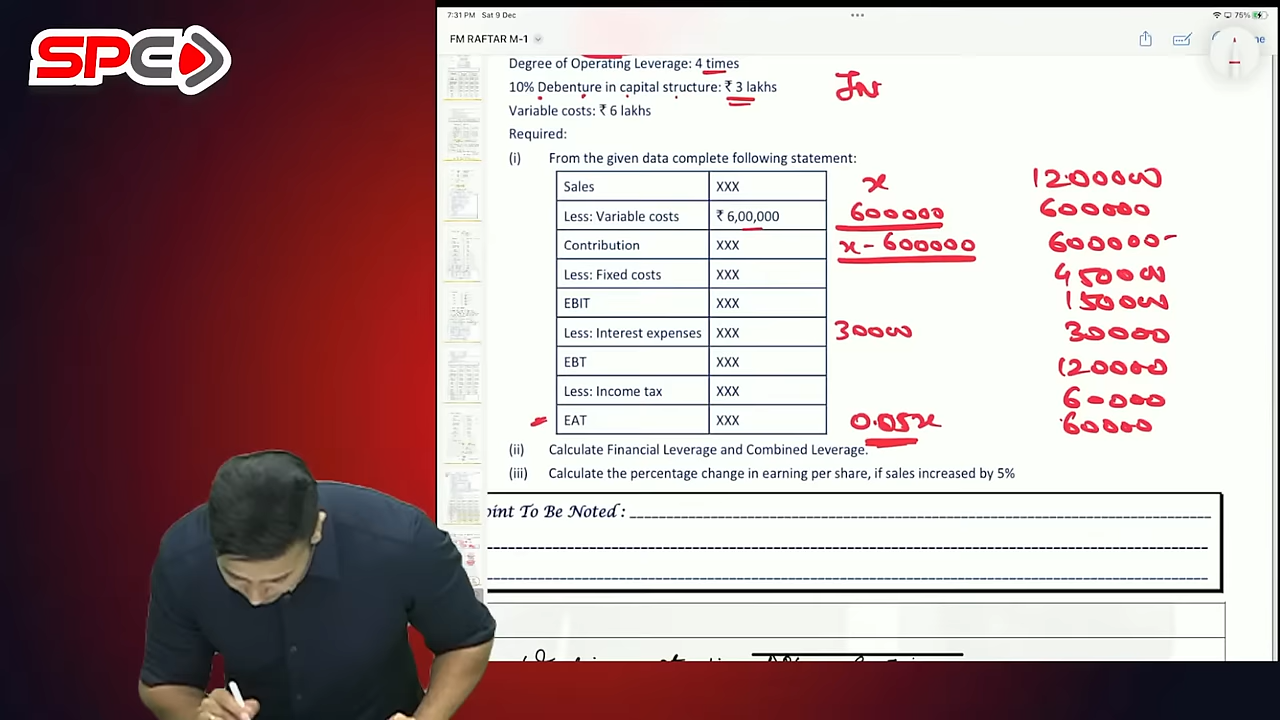 SPE
7:31 PM Sat 9 Dec
75%
FM RAFTAR M-1
Degree of Operating Leverage: 4 times
10% Debenture in capital structure: ₹ 3 lakhs
Int
Variable costs: ₹ 6 lakhs
Required:
(i) rom the given data complete following statement:
Sales XXX x 1200000
Less: Variable costs ₹ 6,00,000 600000 600000
Contribution XXX x - 600000 600000
Less: Fixed costs XXX 450000
EBIT XXX 150000
Less: Interest expenses 30000 30000
EBT 120000
Less: Income tax 60000
EAT 0.05x 60000
(ii) Calculate Financial Leverage and Combined Leverage.
(iii) Calculate the percentage change in earning per share, if sales increased by 5%
oint To Be Noted :